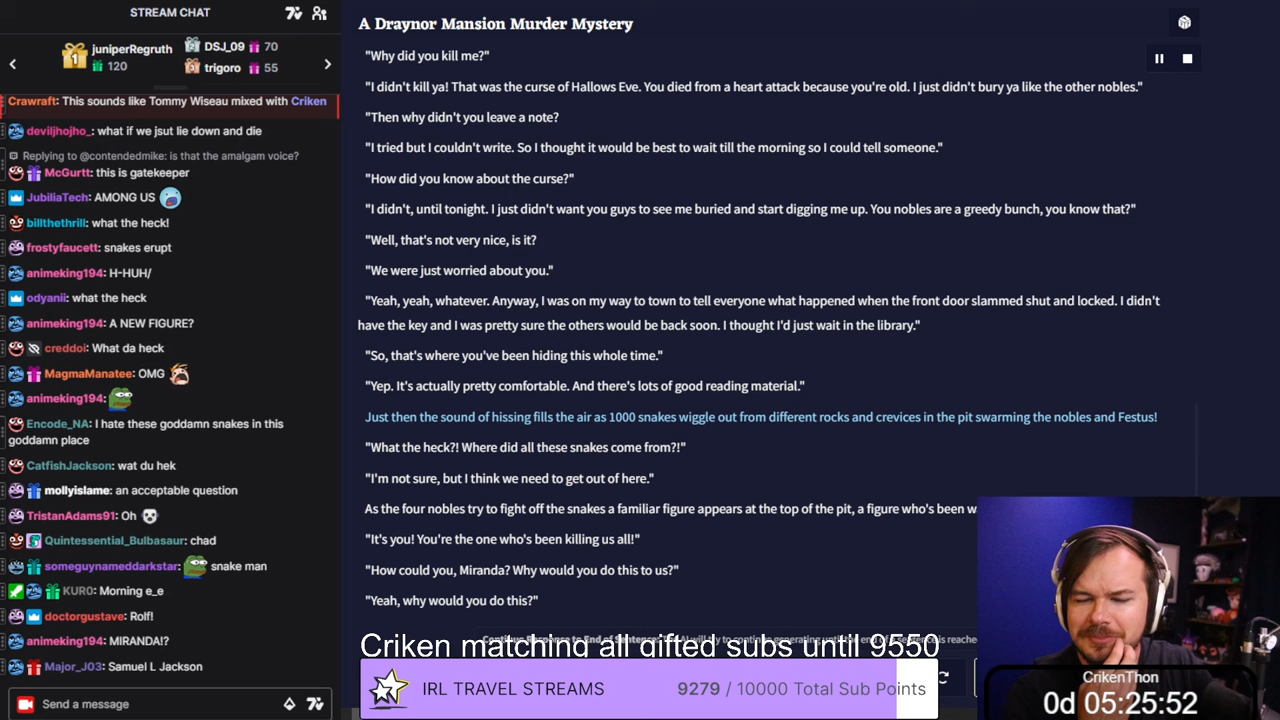 STREAM CHAT
juniperRegruth
120
DSJ_09 70
trigoro 55
Crawraft: This sounds like Tommy Wiseau mixed with Criken
deviljhojho_: what if we jsut lie down and die
Replying to @contendedmike: is that the amalgam voice?
McGurtt: this is gatekeeper
JubiliaTech: AMONG US
billthethrill: what the heck!
frostyfaucett: snakes erupt
animeking194: H-HUH/
odyanii: what the heck
animeking194: A NEW FIGURE?
creddoi: What da heck
MagmaManatee: OMG
animeking194:
Encode_NA: I hate these goddamn snakes in this
goddamn place
CatfishJackson: wat du hek
mollyislame: an acceptable question
TristanAdams91: Oh
Quintessential_Bulbasaur: chad
someguynameddarkstar: snake man
KUR0: Morning e_e
doctorgustave: Rolf!
animeking194: MIRANDA!?
Major_J03: Samuel L Jackson
Send a message
A Draynor Mansion Murder Mystery
"Why did you kill me?"
"I didn't kill ya! That was the curse of Hallows Eve. You died from a heart attack because you're old. I just didn't bury ya like the other nobles."
"Then why didn't you leave a note?
"I tried but I couldn't write. So I thought it would be best to wait till the morning so I could tell someone."
"How did you know about the curse?"
"I didn't, until tonight. I just didn't want you guys to see me buried and start digging me up. You nobles are a greedy bunch, you know that?"
"Well, that's not very nice, is it?
"We were just worried about you."
"Yeah, yeah, whatever. Anyway, I was on my way to town to tell everyone what happened when the front door slammed shut and locked. I didn't
have the key and I was pretty sure the others would be back soon. I thought I'd just wait in the library."
"So, that's where you've been hiding this whole time."
"Yep. It's actually pretty comfortable. And there's lots of good reading material."
Just then the sound of hissing fills the air as 1000 snakes wiggle out from different rocks and crevices in the pit swarming the nobles and Festus!
"What the heck?! Where did all these snakes come from?!"
"I'm not sure, but I think we need to get out of here."
As the four nobles try to fight off the snakes a familiar figure appears at the top of the pit, a figure who's been w
"It's you! You're the one who's been killing us all!"
"How could you, Miranda? Why would you do this to us?"
"Yeah, why would you do this?"
Criken matching all gifted subs until 9550
IRL TRAVEL STREAMS 9279 / 10000 Total Sub Points
CrikenThon
0d 05:25:52